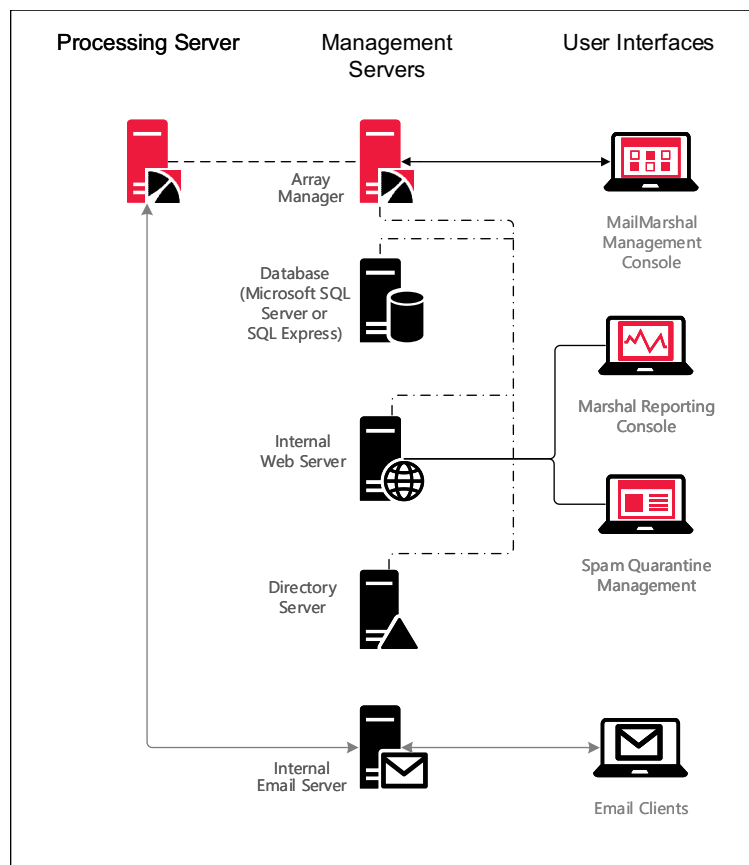 Processing Server
Management
Servers
User Interfaces
Array
Manager
MailMarshal
Management
Console
Database
(Microsoft SQL
Server or
SQL Express)
Marshal Reporting
Console
Internal
Web Server
Spam Quarantine
Management
Directory
Server
Internal
Email Server
Email Clients